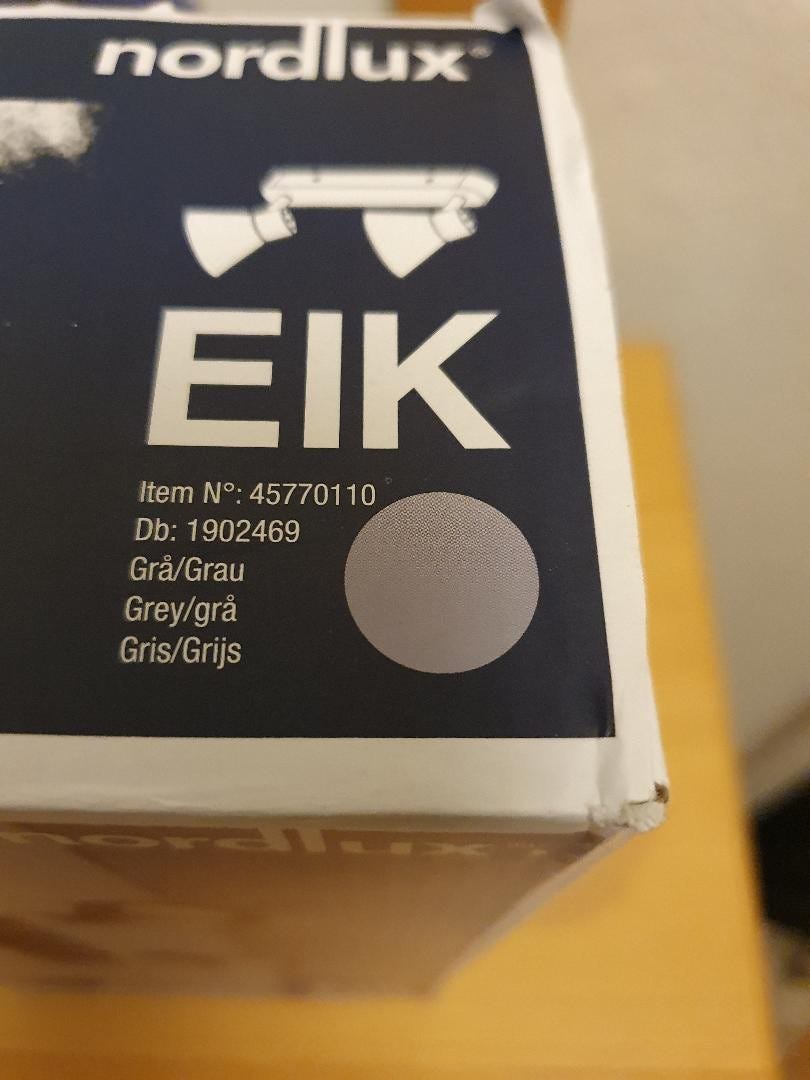 nordlux®
EIK
Item N°: 45770110
Db: 1902469
Grå/Grau
Grey/grå
Gris/Grijs
nordlux